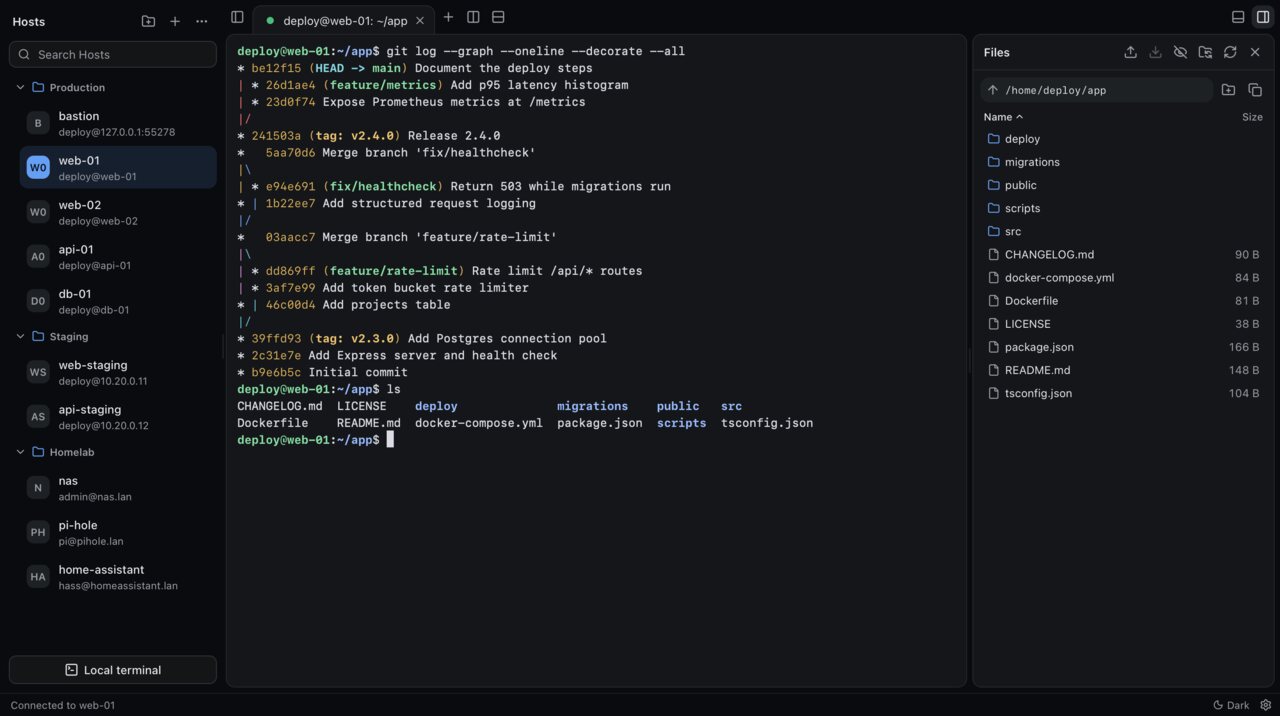 Hosts
Search Hosts
Production
B bastion
deploy@127.0.0.1:55278
W0 web-01
deploy@web-01
W0 web-02
deploy@web-02
A0 api-01
deploy@api-01
D0 db-01
deploy@db-01
Staging
WS web-staging
deploy@10.20.0.11
AS api-staging
deploy@10.20.0.12
Homelab
N nas
admin@nas.lan
PH pi-hole
pi@pihole.lan
HA home-assistant
hass@homeassistant.lan
Local terminal
deploy@web-01: ~/app
deploy@web-01:~/app$ git log --graph --oneline --decorate --all
* be12f15 (HEAD -> main) Document the deploy steps
| * 26d1ae4 (feature/metrics) Add p95 latency histogram
| * 23d0f74 Expose Prometheus metrics at /metrics
|/
* 241503a (tag: v2.4.0) Release 2.4.0
*   5aa70d6 Merge branch 'fix/healthcheck'
|\
| * e94e691 (fix/healthcheck) Return 503 while migrations run
* | 1b22ee7 Add structured request logging
|/
*   03aacc7 Merge branch 'feature/rate-limit'
|\
| * dd869ff (feature/rate-limit) Rate limit /api/* routes
| * 3af7e99 Add token bucket rate limiter
* | 46c00d4 Add projects table
|/
* 39ffd93 (tag: v2.3.0) Add Postgres connection pool
* 2c31e7e Add Express server and health check
* b9e6b5c Initial commit
deploy@web-01:~/app$ ls
CHANGELOG.md  LICENSE    deploy              migrations    public   src
Dockerfile    README.md  docker-compose.yml  package.json  scripts  tsconfig.json
deploy@web-01:~/app$
Files
/home/deploy/app
Name Size
deploy
migrations
public
scripts
src
CHANGELOG.md 90 B
docker-compose.yml 84 B
Dockerfile 81 B
LICENSE 38 B
package.json 166 B
README.md 148 B
tsconfig.json 104 B
Connected to web-01
Dark